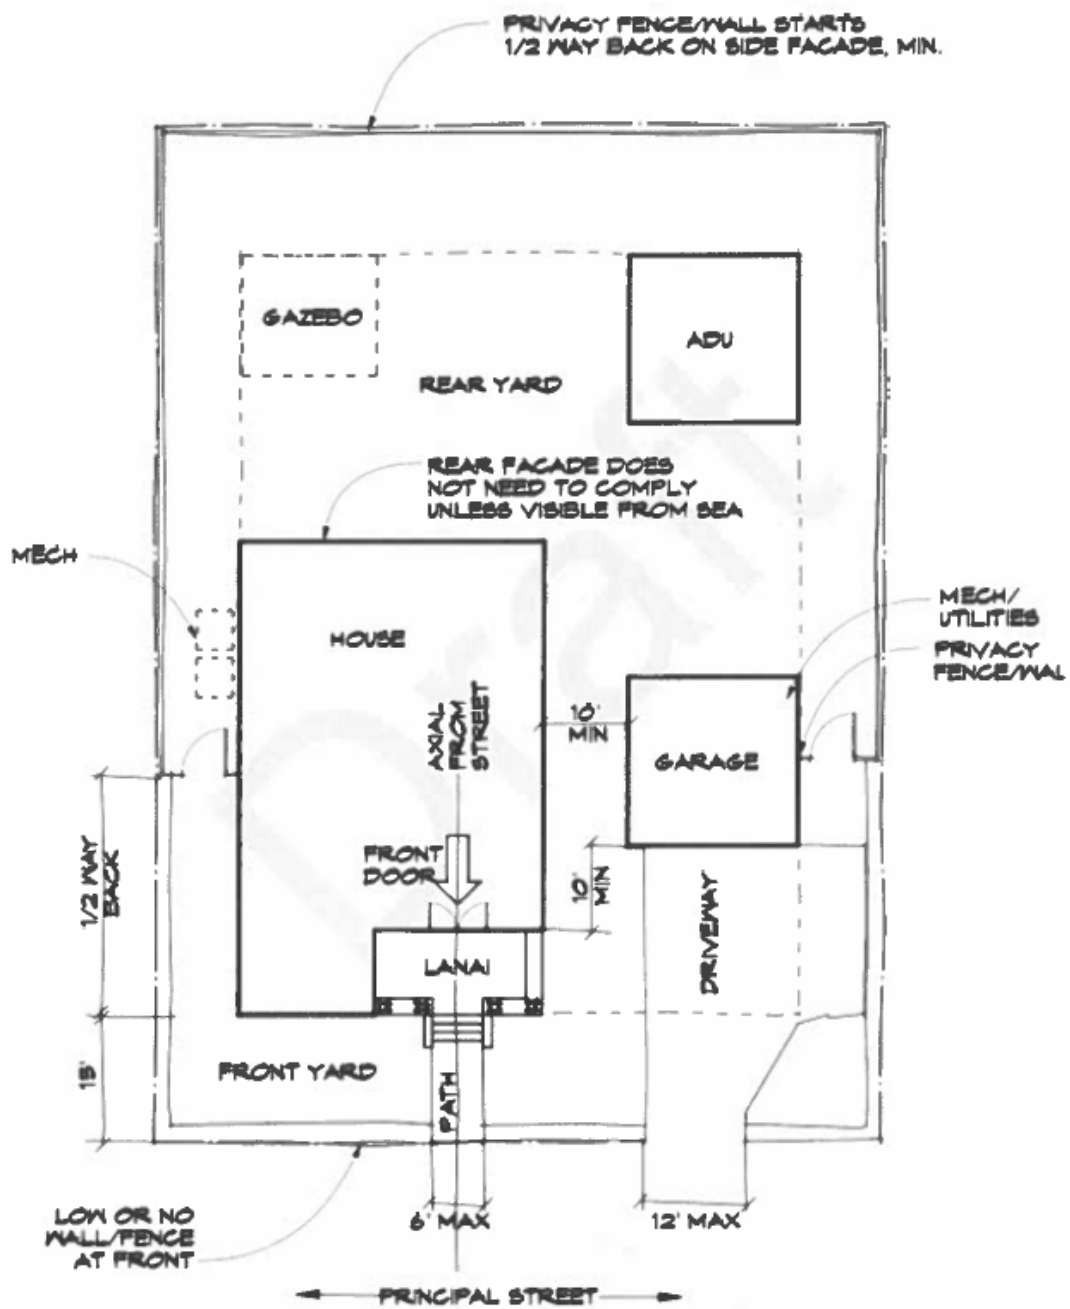 PRIVACY FENCE/WALL STARTS
1/2 WAY BACK ON SIDE FACADE, MIN.
GAZEBO
ADU
REAR YARD
REAR FACADE DOES
NOT NEED TO COMPLY
UNLESS VISIBLE FROM SEA
MECH
HOUSE
MECH/
UTILITIES
PRIVACY
FENCE/WAL
AXIAL
FROM
STREET
10'
MIN
GARAGE
1/2 WAY
BACK
FRONT
DOOR
10'
MIN
DRIVEWAY
LANAI
15'
FRONT YARD
PATH
LOW OR NO
WALL/FENCE
AT FRONT
6' MAX
12' MAX
PRINCIPAL STREET
Draft